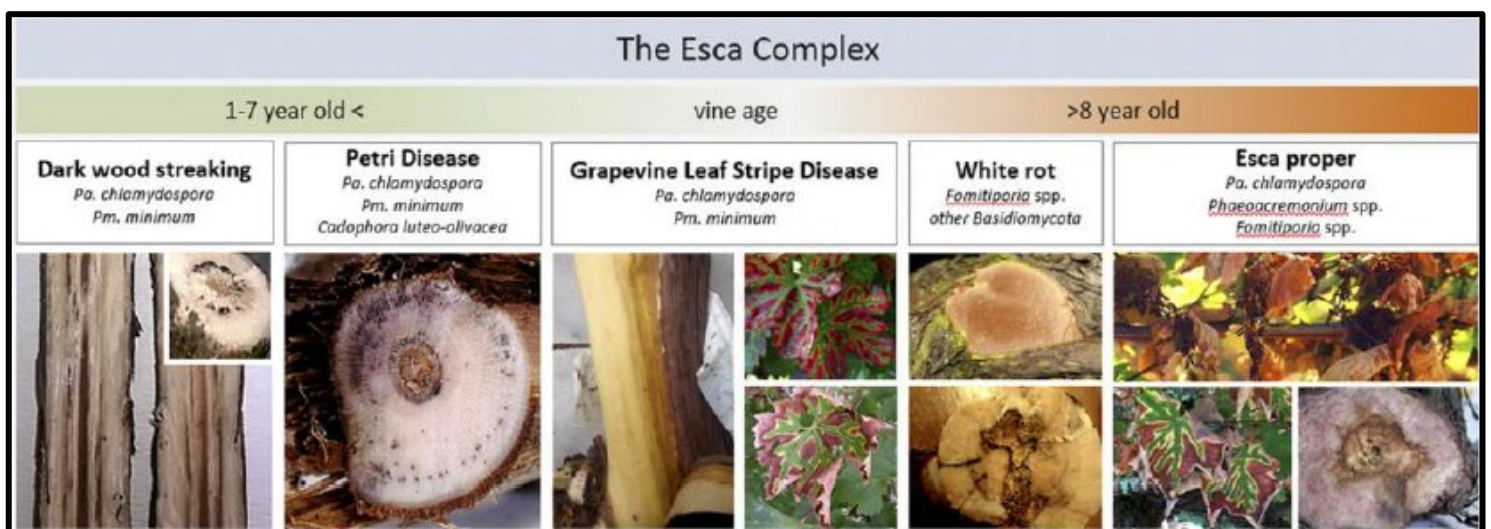 The Esca Complex
1-7 year old < vine age >8 year old
Dark wood streaking
Pa. chlamydospora
Pm. minimum
Petri Disease
Pa. chlamydospora
Pm. minimum
Cadophora luteo-olivacea
Grapevine Leaf Stripe Disease
Pa. chlamydospora
Pm. minimum
White rot
Fomitiporia spp.
other Basidiomycota
Esca proper
Pa. chlamydospora
Phaeoacremonium spp.
Fomitiporia spp.